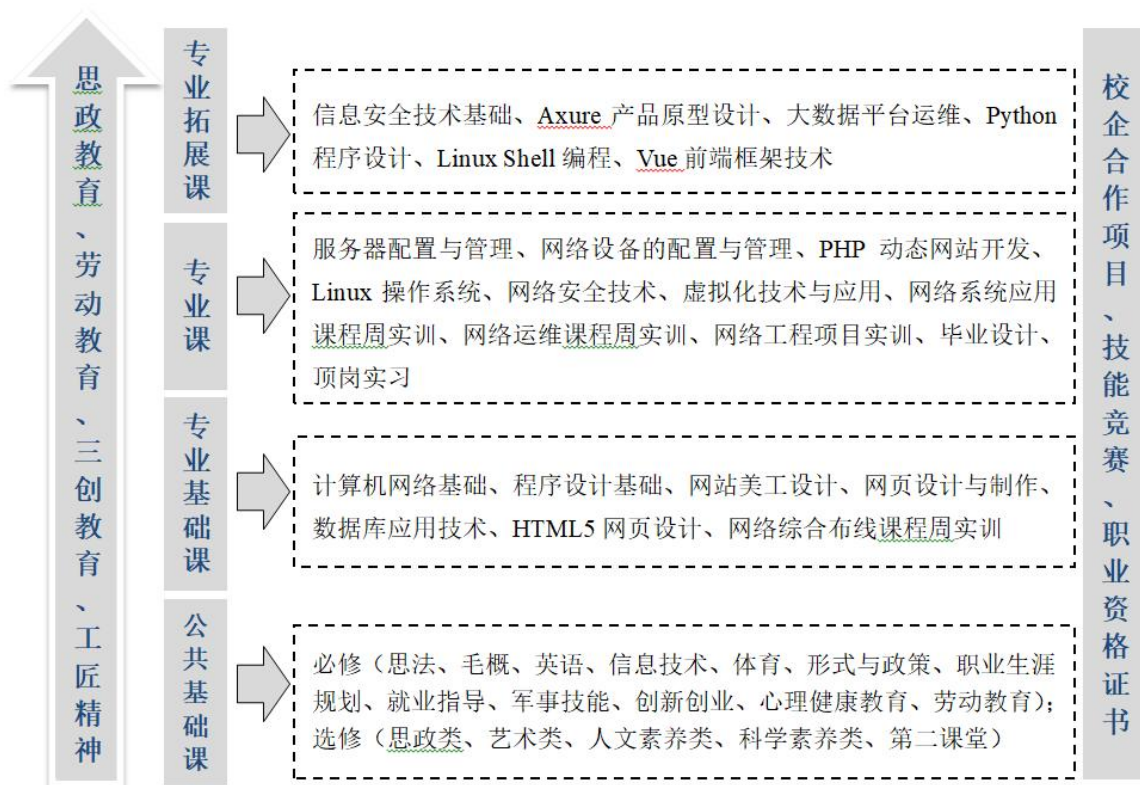 思政教育、劳动教育、三创教育、工匠精神
专业拓展课
信息安全技术基础、Axure 产品原型设计、大数据平台运维、Python
程序设计、Linux Shell 编程、Vue 前端框架技术
专业课
服务器配置与管理、网络设备的配置与管理、PHP 动态网站开发、
Linux 操作系统、网络安全技术、虚拟化技术与应用、网络系统应用
课程周实训、网络运维课程周实训、网络工程项目实训、毕业设计、
顶岗实习
专业基础课
计算机网络基础、程序设计基础、网站美工设计、网页设计与制作、
数据库应用技术、HTML5 网页设计、网络综合布线课程周实训
公共基础课
必修（思法、毛概、英语、信息技术、体育、形式与政策、职业生涯
规划、就业指导、军事技能、创新创业、心理健康教育、劳动教育）；
选修（思政类、艺术类、人文素养类、科学素养类、第二课堂）
校企合作项目、技能竞赛、职业资格证书